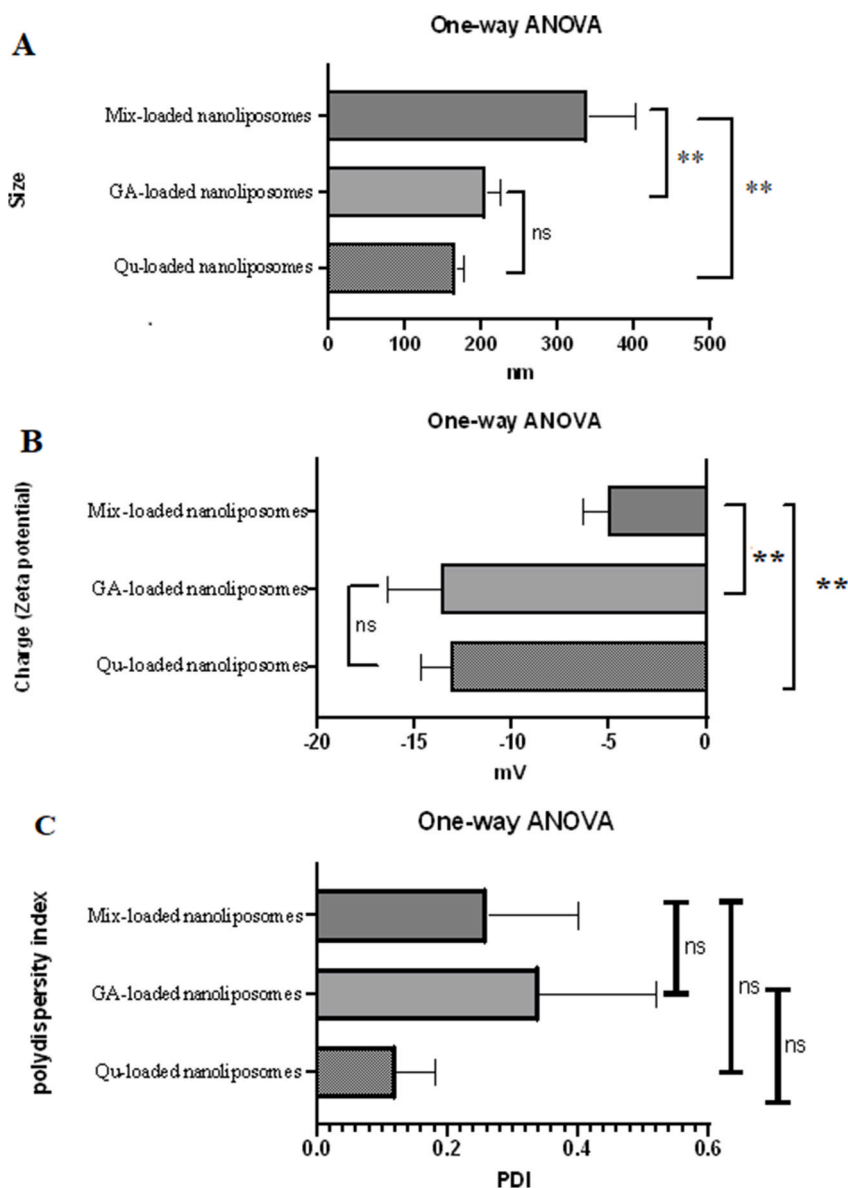 A
One-way ANOVA
Size
Mix-loaded nanoliposomes
GA-loaded nanoliposomes
Qu-loaded nanoliposomes
**
**
ns
0 100 200 300 400 500
nm
B
One-way ANOVA
Charge (Zeta potential)
Mix-loaded nanoliposomes
GA-loaded nanoliposomes
Qu-loaded nanoliposomes
**
**
ns
-20 -15 -10 -5 0
mV
C
One-way ANOVA
polydispersity index
Mix-loaded nanoliposomes
GA-loaded nanoliposomes
Qu-loaded nanoliposomes
ns
ns
ns
0.0 0.2 0.4 0.6
PDI